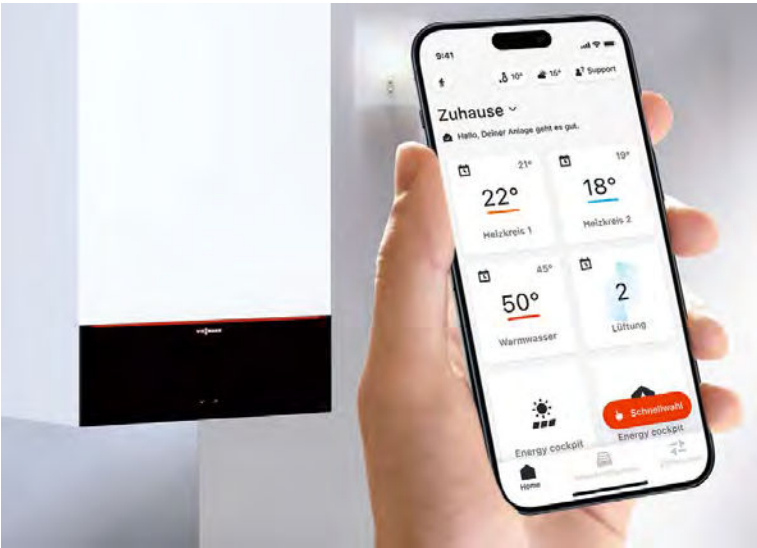 VIESMANN
9:41
10° 15° Support
Zuhause
Hallo, Deiner Anlage geht es gut.
21°
22°
Heizkreis 1
19°
18°
Heizkreis 2
45°
50°
Warmwasser
2
Lüftung
Energy cockpit
Schnellwahl
Energy cockpit
Home